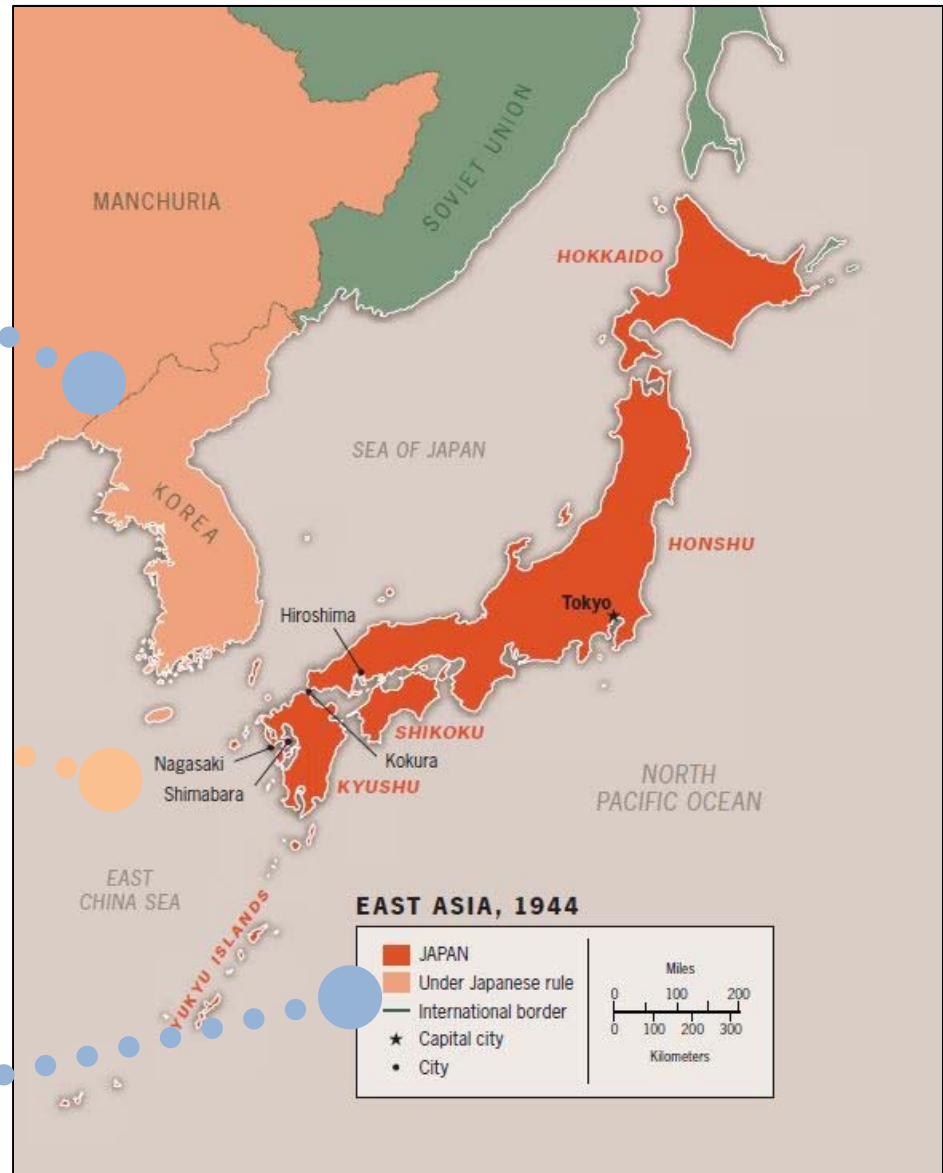 SOVIET UNION
MANCHURIA
HOKKAIDO
SEA OF JAPAN
KOREA
HONSHU
Tokyo
Hiroshima
SHIKOKU
Nagasaki
Kokura
Shimabara
KYUSHU
NORTH
PACIFIC OCEAN
EAST
CHINA SEA
YUKYU ISLANDS
EAST ASIA, 1944
JAPAN
Under Japanese rule
International border
Capital city
City
Miles
0 100 200
0 100 200 300
Kilometers